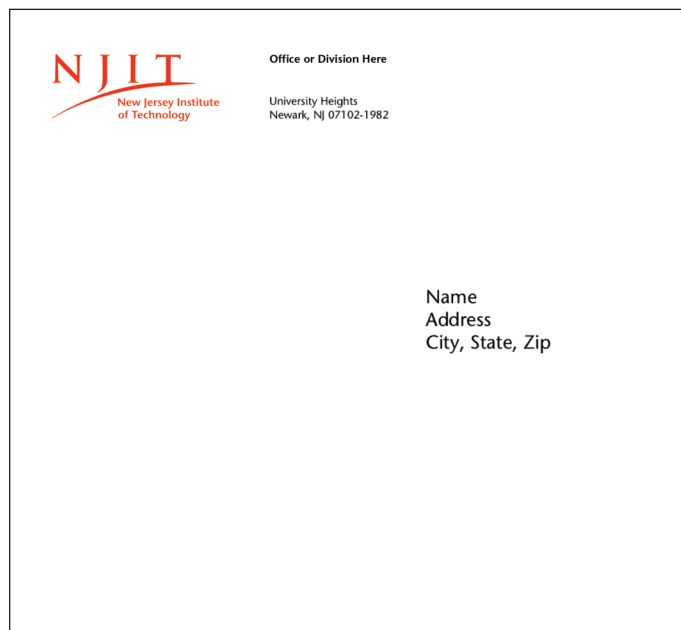 NJIT
New Jersey Institute
of Technology
Office or Division Here
University Heights
Newark, NJ 07102-1982
Name
Address
City, State, Zip